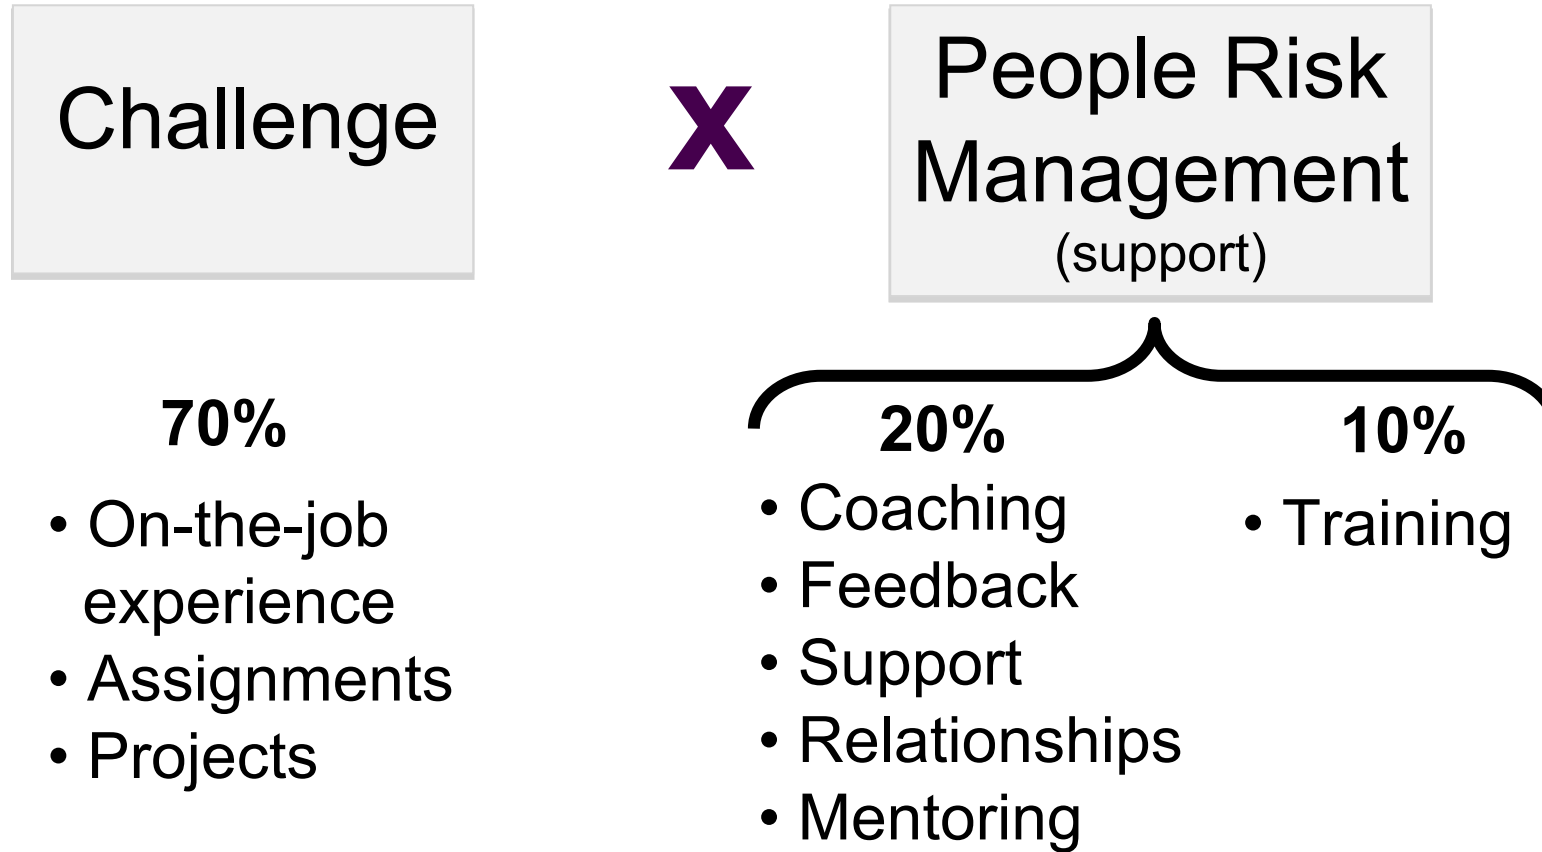 Challenge
x
People Risk
Management
(support)
70%
• On-the-job
experience
• Assignments
• Projects
20%
• Coaching
• Feedback
• Support
• Relationships
• Mentoring
10%
• Training